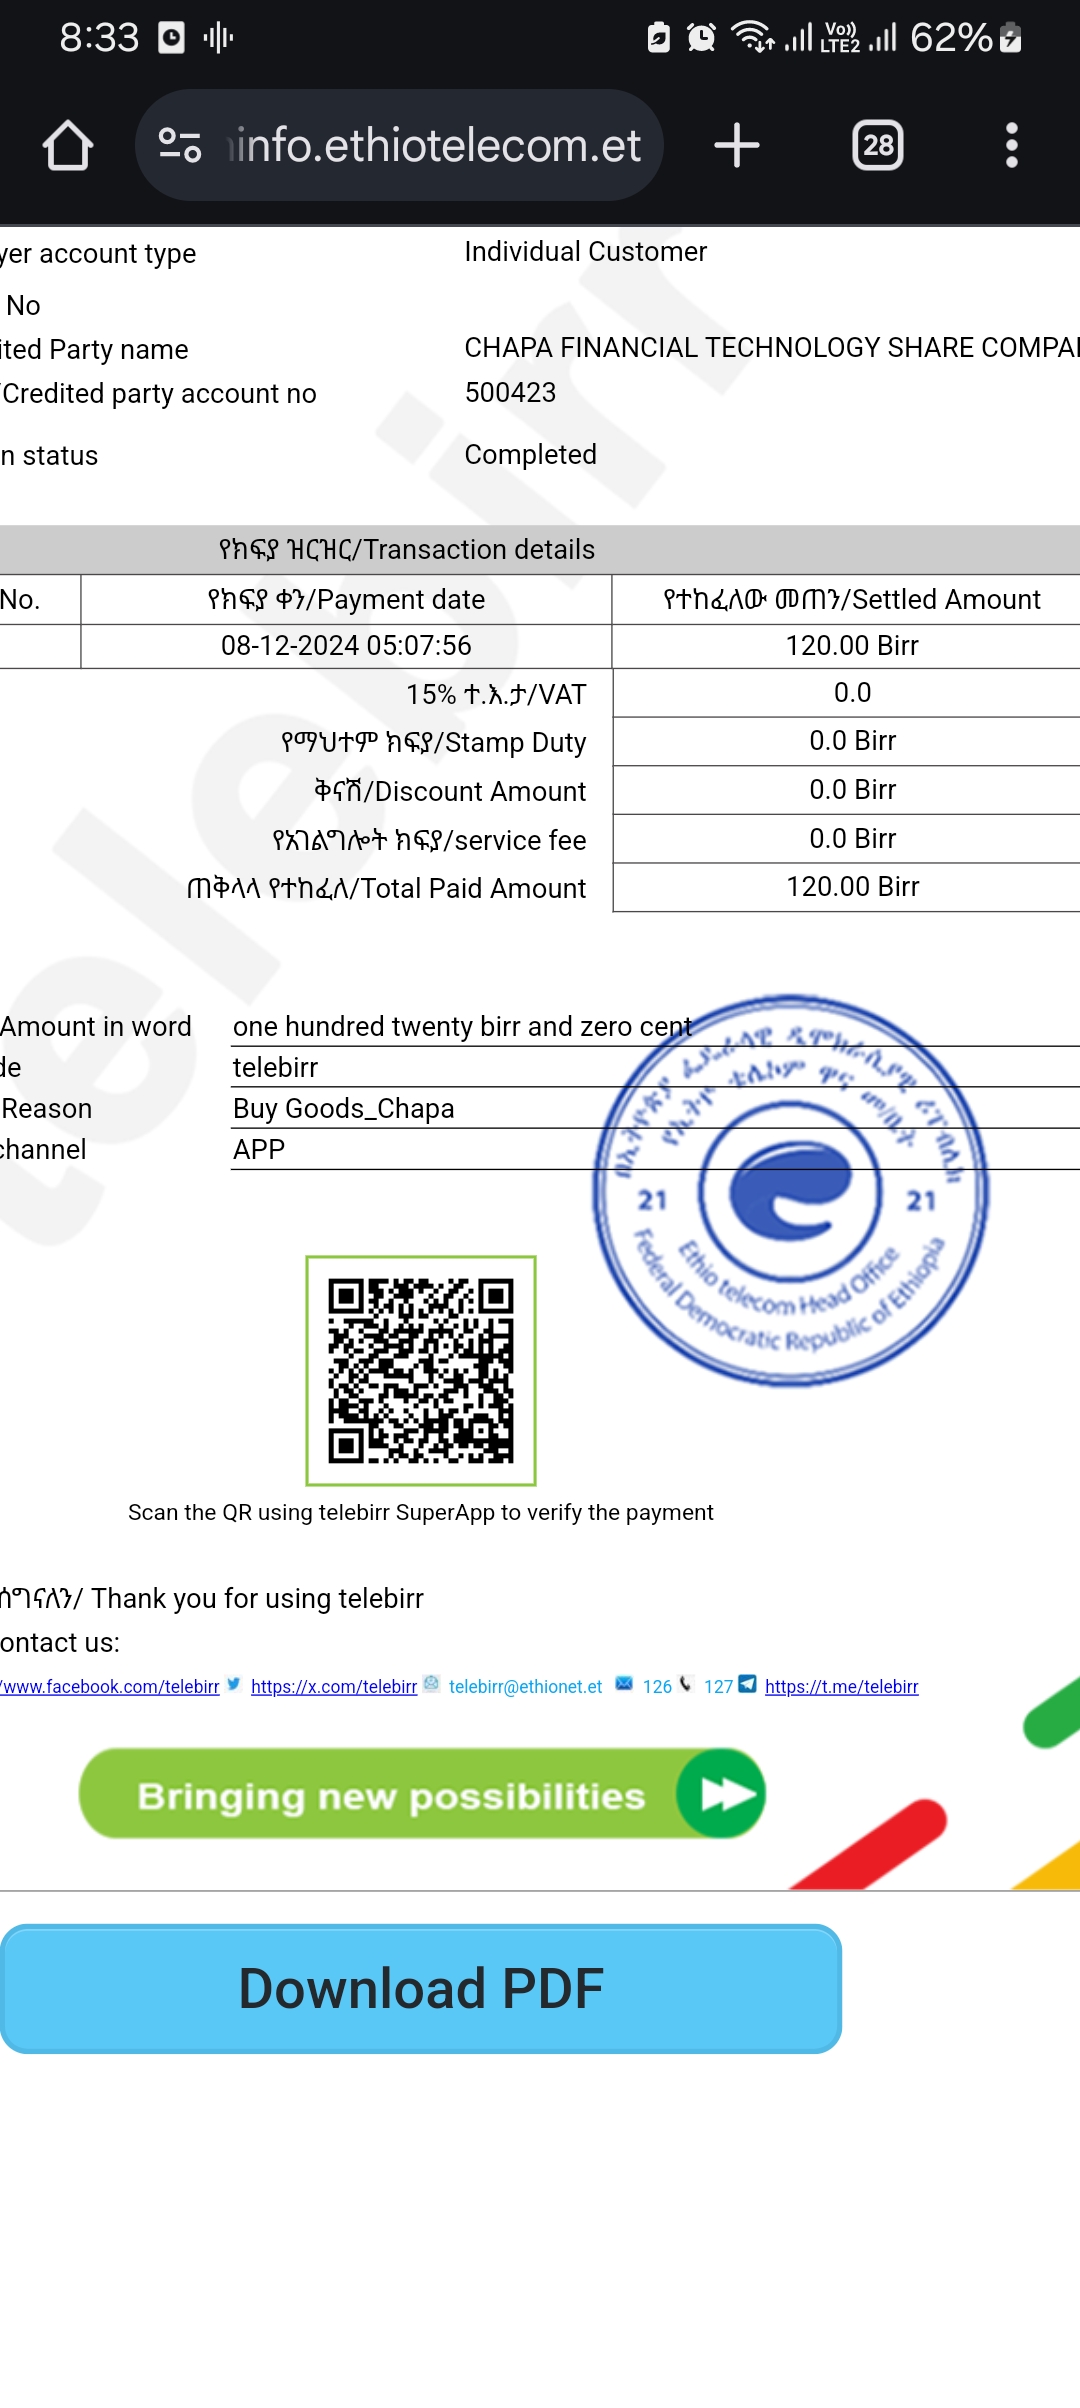 8:33
Vo)) LTE2 62%
info.ethiotelecom.et
28
yer account type Individual Customer
No
ited Party name CHAPA FINANCIAL TECHNOLOGY SHARE COMPA
/Credited party account no 500423
n status Completed
የክፍያ ዝርዝር/Transaction details
No. የክፍያ ቀን/Payment date የተከፈለው መጠን/Settled Amount
08-12-2024 05:07:56 120.00 Birr
15% ተ.እ.ታ/VAT 0.0
የማህተም ክፍያ/Stamp Duty 0.0 Birr
ቅናሽ/Discount Amount 0.0 Birr
የአገልግሎት ክፍያ/service fee 0.0 Birr
ጠቅላላ የተከፈለ/Total Paid Amount 120.00 Birr
Amount in word one hundred twenty birr and zero cent
de telebirr
Reason Buy Goods_Chapa
channel APP
በኢትዮጵያ ፌዴራላዊ ዲሞክራሲያዊ ሪፐብሊክ
የኢትዮ ቴሌኮም ዋና መ/ቤት
21 21
Ethio telecom Head Office
Federal Democratic Republic of Ethiopia
Scan the QR using telebirr SuperApp to verify the payment
ሰግናለን/ Thank you for using telebirr
ontact us:
/www.facebook.com/telebirr https://x.com/telebirr telebirr@ethionet.et 126 127 https://t.me/telebirr
Bringing new possibilities
Download PDF
telebirr